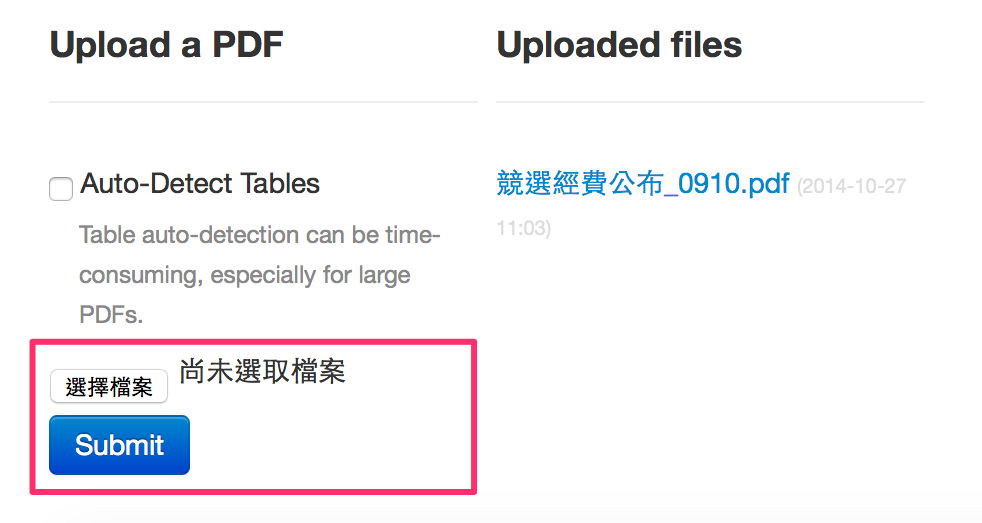 Upload a PDF
Auto-Detect Tables
Table auto-detection can be time-
consuming, especially for large
PDFs.
選擇檔案 尚未選取檔案
Submit
Uploaded files
競選經費公布_0910.pdf (2014-10-27
11:03)